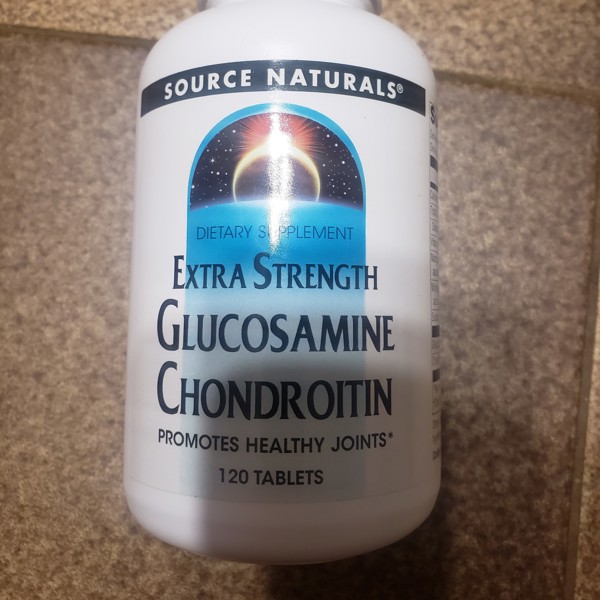 SOURCE NATURALS®
DIETARY SUPPLEMENT
EXTRA STRENGTH
GLUCOSAMINE
CHONDROITIN
PROMOTES HEALTHY JOINTS*
120 TABLETS